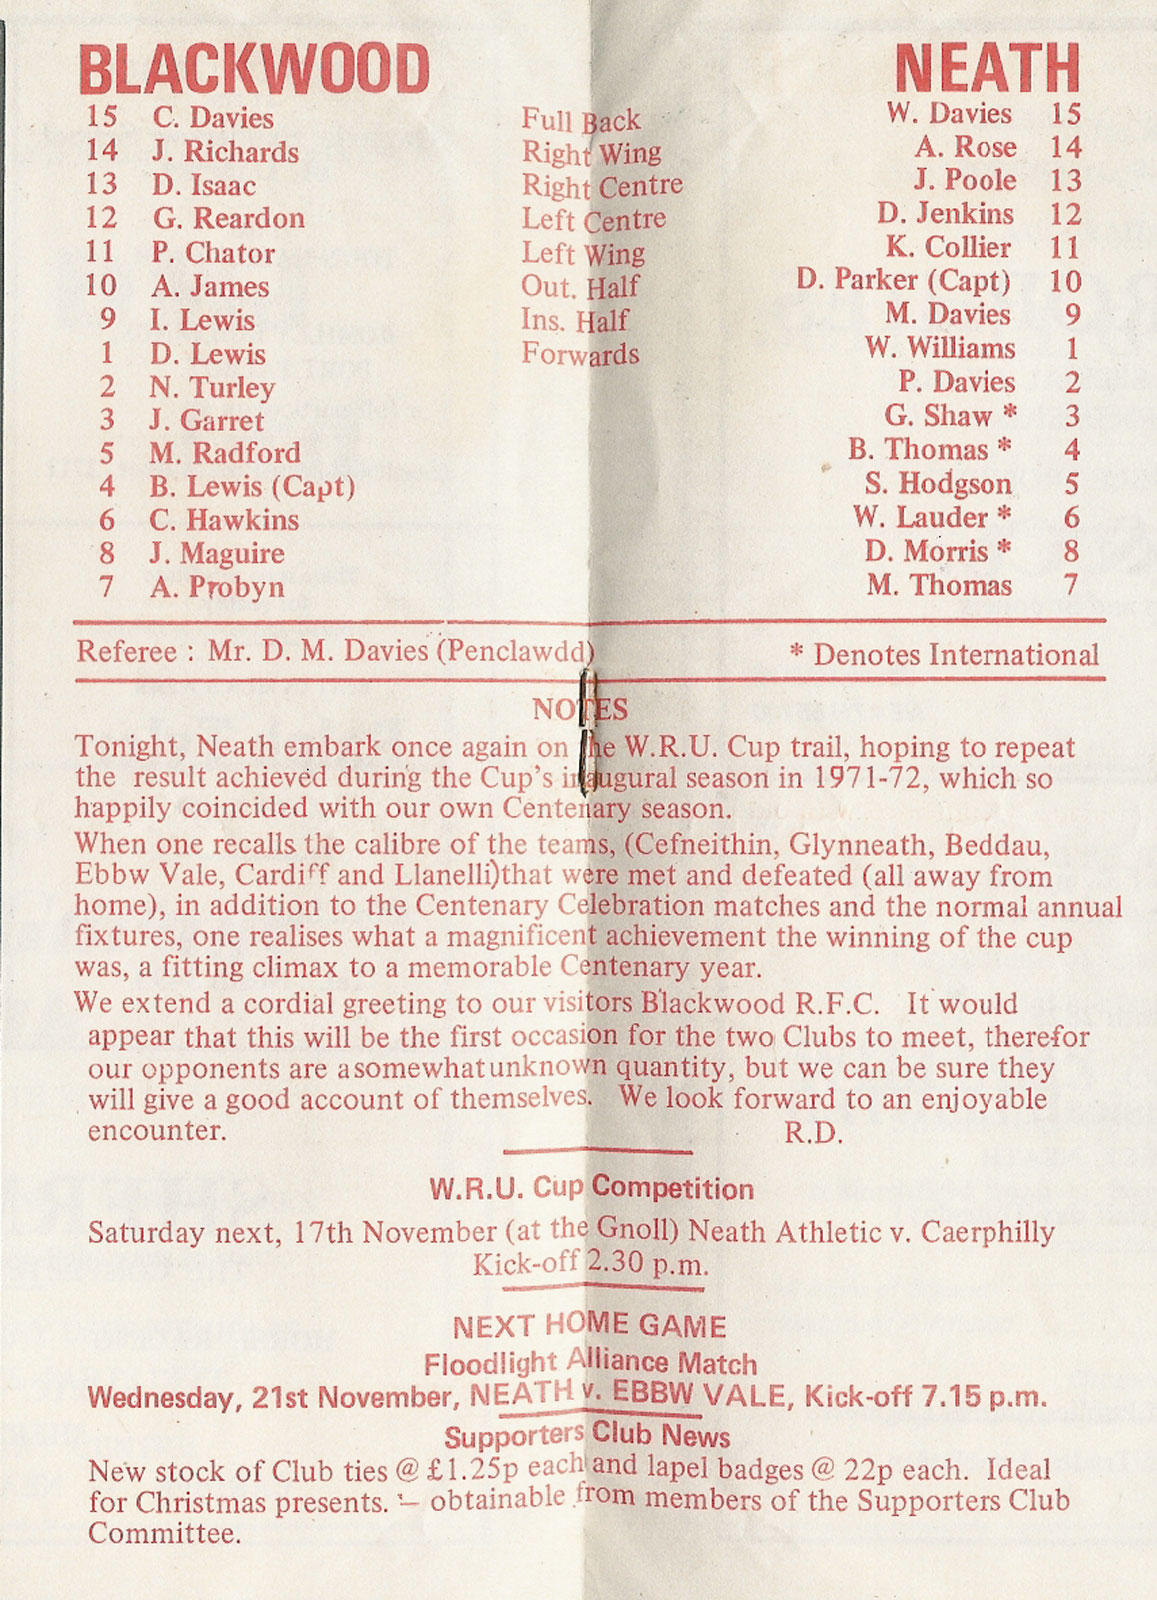 BLACKWOOD NEATH
15 C. Davies Full Back W. Davies 15
14 J. Richards Right Wing A. Rose 14
13 D. Isaac Right Centre J. Poole 13
12 G. Reardon Left Centre D. Jenkins 12
11 P. Chator Left Wing K. Collier 11
10 A. James Out. Half D. Parker (Capt) 10
9 I. Lewis Ins. Half M. Davies 9
1 D. Lewis Forwards W. Williams 1
2 N. Turley P. Davies 2
3 J. Garret G. Shaw * 3
5 M. Radford B. Thomas * 4
4 B. Lewis (Capt) S. Hodgson 5
6 C. Hawkins W. Lauder * 6
8 J. Maguire D. Morris * 8
7 A. Probyn M. Thomas 7
Referee : Mr. D. M. Davies (Penclawdd) * Denotes International
NOTES
Tonight, Neath embark once again on the W.R.U. Cup trail, hoping to repeat
the result achieved during the Cup's inaugural season in 1971-72, which so
happily coincided with our own Centenary season.
When one recalls the calibre of the teams, (Cefneithin, Glynneath, Beddau,
Ebbw Vale, Cardiff and Llanelli)that were met and defeated (all away from
home), in addition to the Centenary Celebration matches and the normal annual
fixtures, one realises what a magnificent achievement the winning of the cup
was, a fitting climax to a memorable Centenary year.
We extend a cordial greeting to our visitors Blackwood R.F.C. It would
appear that this will be the first occasion for the two Clubs to meet, therefor
our opponents are asomewhatunknown quantity, but we can be sure they
will give a good account of themselves. We look forward to an enjoyable
encounter. R.D.
W.R.U. Cup Competition
Saturday next, 17th November (at the Gnoll) Neath Athletic v. Caerphilly
Kick-off 2.30 p.m.
NEXT HOME GAME
Floodlight Alliance Match
Wednesday, 21st November, NEATH v. EBBW VALE, Kick-off 7.15 p.m.
Supporters Club News
New stock of Club ties @ £1.25p each and lapel badges @ 22p each. Ideal
for Christmas presents. – obtainable from members of the Supporters Club
Committee.